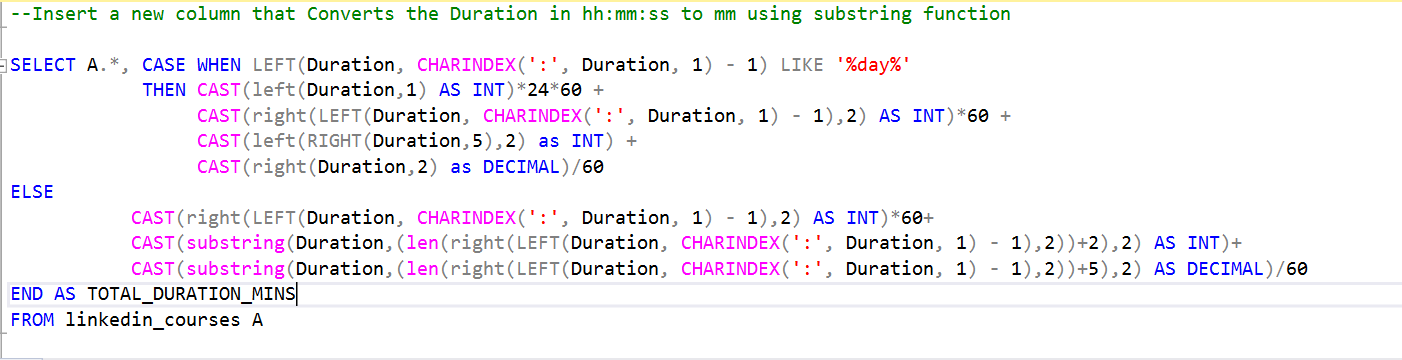 --Insert a new column that Converts the Duration in hh:mm:ss to mm using substring function
SELECT A.*, CASE WHEN LEFT(Duration, CHARINDEX(':', Duration, 1) - 1) LIKE '%day%'
THEN CAST(left(Duration,1) AS INT)*24*60 +
CAST(right(LEFT(Duration, CHARINDEX(':', Duration, 1) - 1),2) AS INT)*60 +
CAST(left(RIGHT(Duration,5),2) as INT) +
CAST(right(Duration,2) as DECIMAL)/60
ELSE
CAST(right(LEFT(Duration, CHARINDEX(':', Duration, 1) - 1),2) AS INT)*60+
CAST(substring(Duration,(len(right(LEFT(Duration, CHARINDEX(':', Duration, 1) - 1),2))+2),2) AS INT)+
CAST(substring(Duration,(len(right(LEFT(Duration, CHARINDEX(':', Duration, 1) - 1),2))+5),2) AS DECIMAL)/60
END AS TOTAL_DURATION_MINS
FROM linkedin_courses A